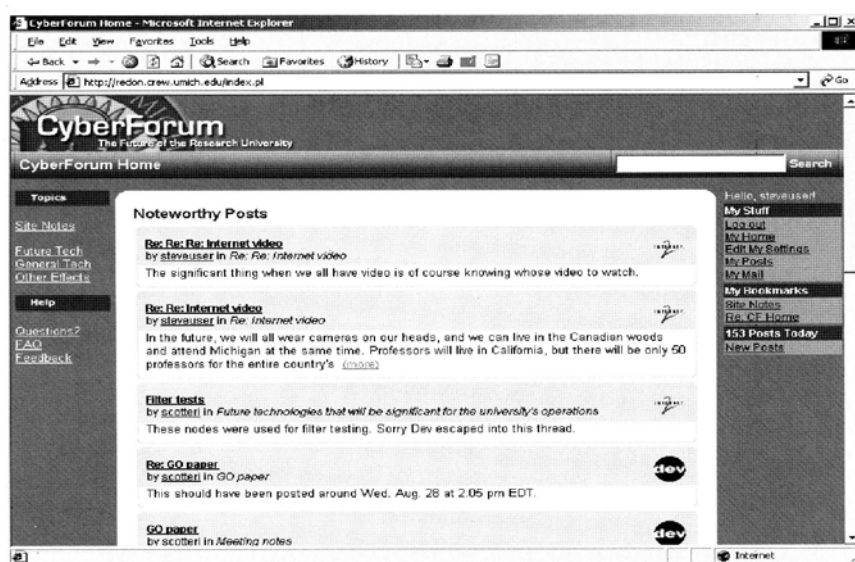 CyberForum Home - Microsoft Internet Explorer
File Edit View Favorites Tools Help
Back Search Favorites History
Address http://redon.crew.umich.edu/index.pl Go
CyberForum
The Future of the Research University
CyberForum Home Search
Topics
Site Notes
Future Tech
General Tech
Other Effects
Help
Questions?
FAQ
Feedback
Noteworthy Posts
Re: Re: Re: Internet video
by steveuser in Re: Re: Internet video
The significant thing when we all have video is of course knowing whose video to watch.
Re: Re: Internet video
by steveuser in Re: Internet video
In the future, we will all wear cameras on our heads, and we can live in the Canadian woods
and attend Michigan at the same time. Professors will live in California, but there will be only 50
professors for the entire country's (more)
Filter tests
by scotteri in Future technologies that will be significant for the university's operations
These nodes were used for filter testing. Sorry Dev escaped into this thread.
Re: GO paper
by scotteri in GO paper
dev
This should have been posted around Wed. Aug. 28 at 2.05 pm EDT.
GO paper
by scotteri in Meeting notes
dev
Hello, steveuser!
My Stuff
Log out
My Home
Edit My Settings
My Posts
My Mail
My Bookmarks
Site Notes
Re: CF Home
153 Posts Today
New Posts
Internet